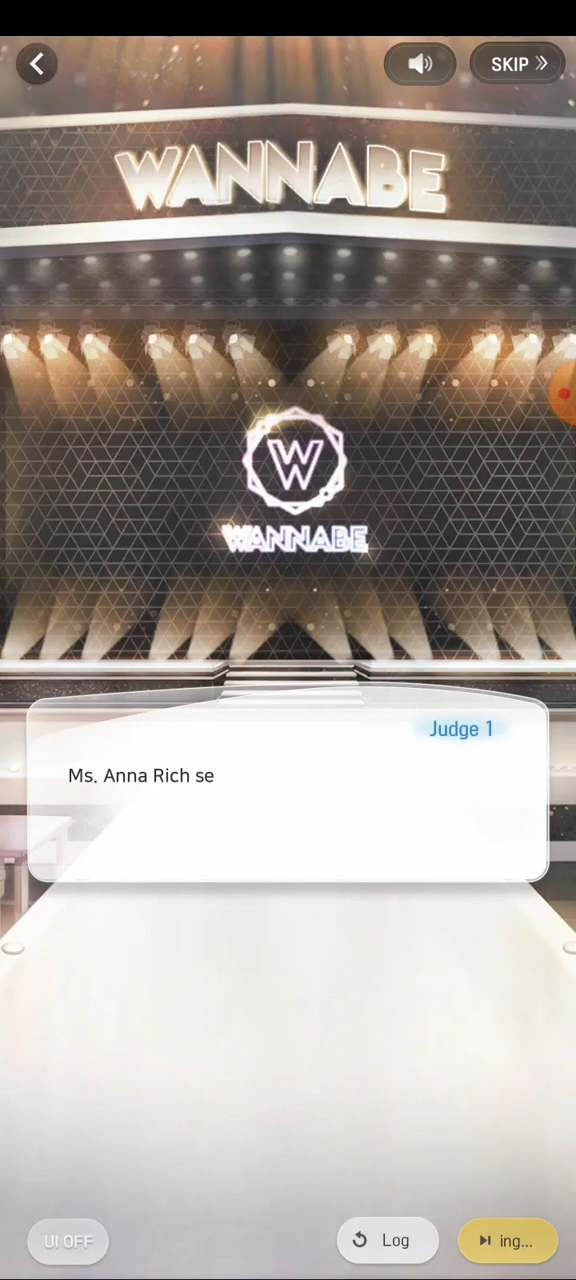 SKIP
WANNABE
W
WANNABE
Judge 1
Ms. Anna Rich se
UI OFF
Log
ing...